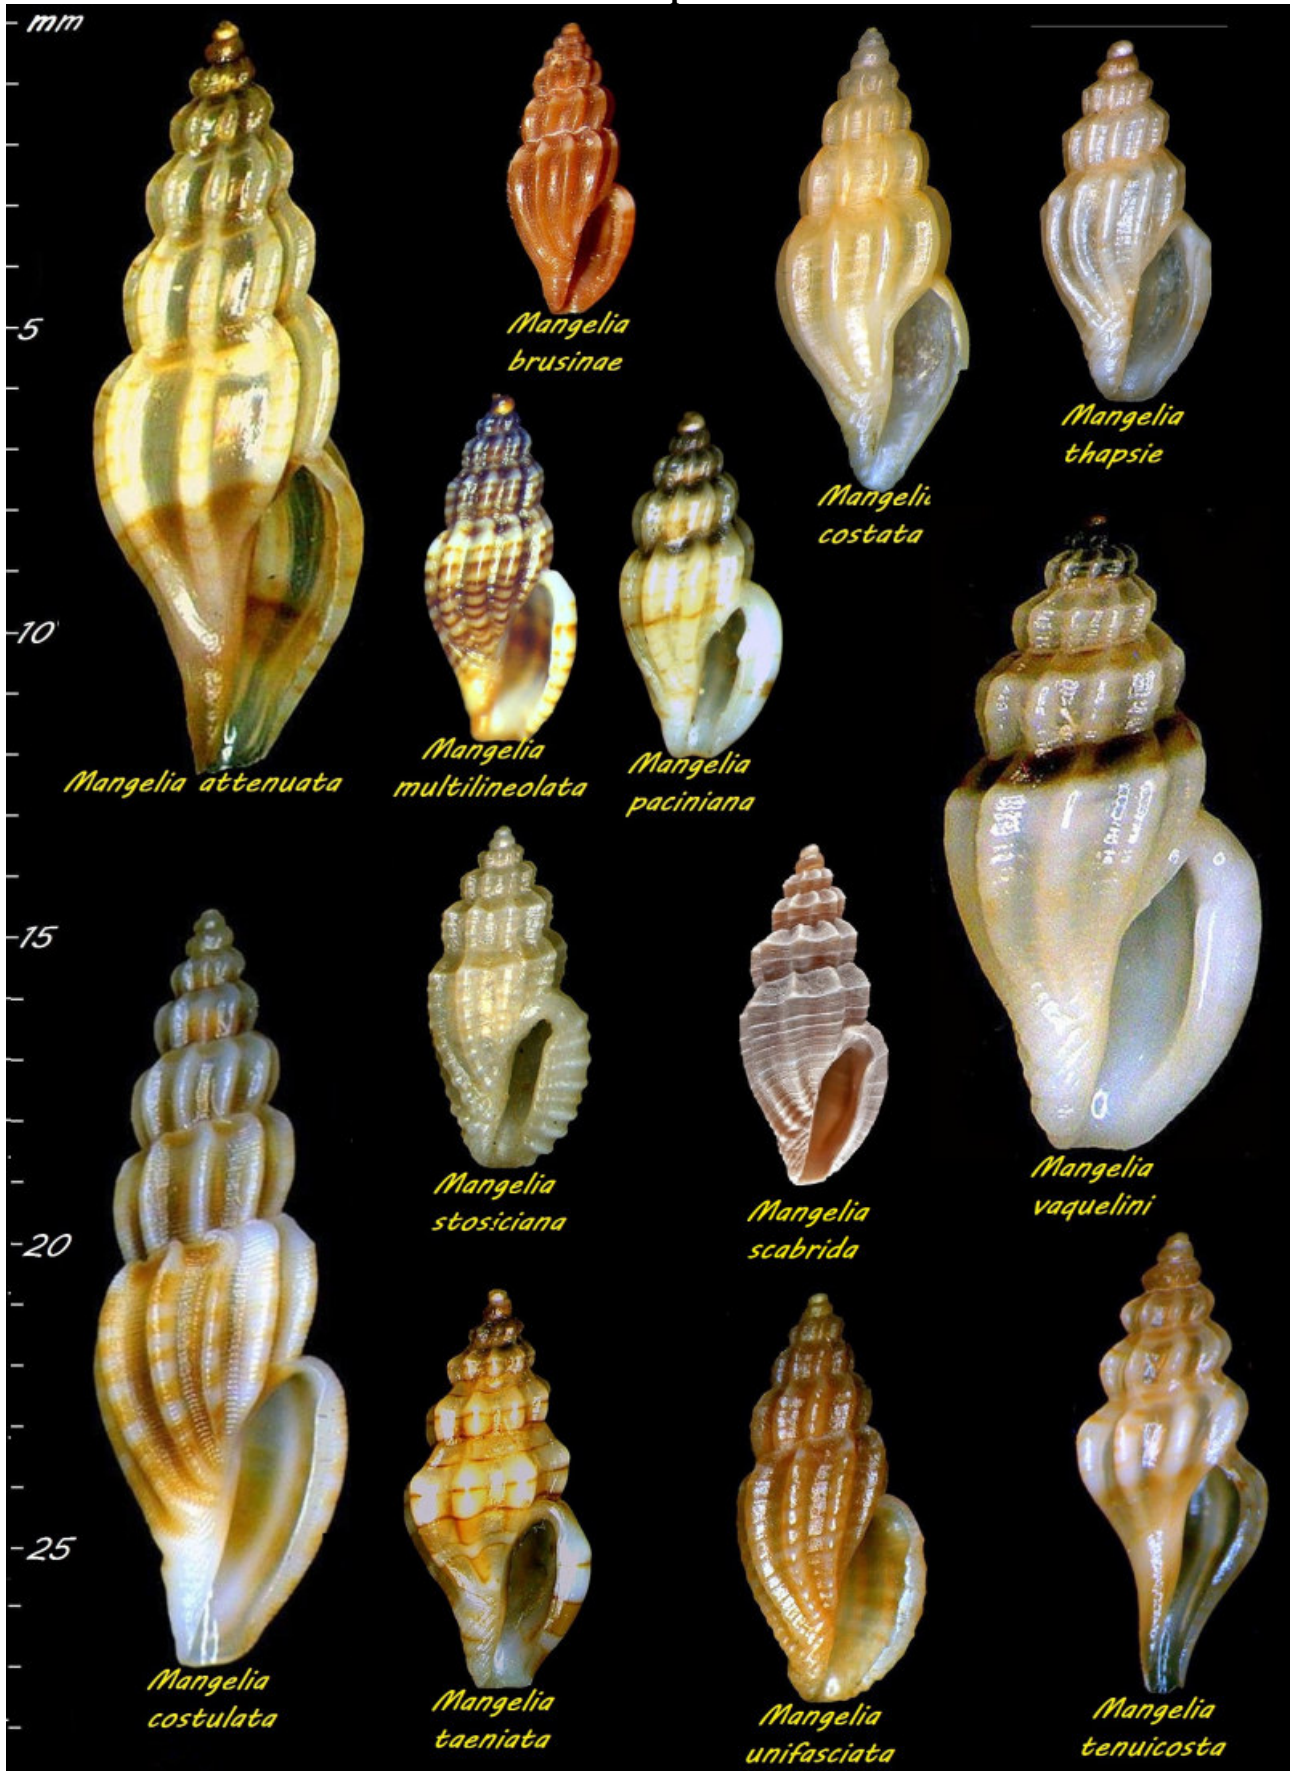 mm
Mangelia
brusinae
5
Mangelia
costata
Mangelia
thapsie
10
Mangelia attenuata
Mangelia
multilineolata
Mangelia
paciniana
15
Mangelia
stosiciana
Mangelia
scabrida
Mangelia
vaquelini
20
25
Mangelia
costulata
Mangelia
taeniata
Mangelia
unifasciata
Mangelia
tenuicosta